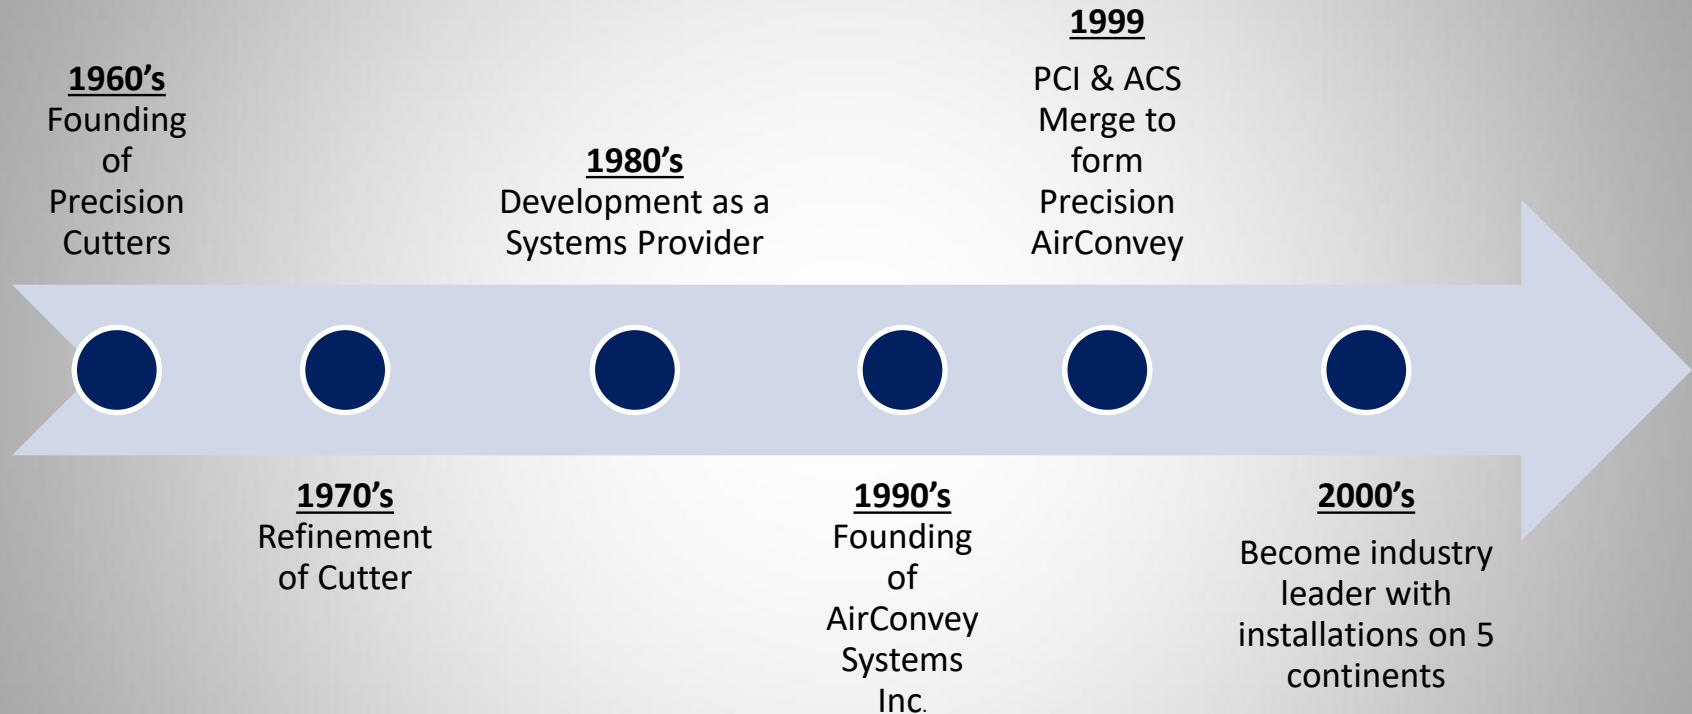 1960’s
Founding
of
Precision
Cutters
1970’s
Refinement
of Cutter
1980’s
Development as a
Systems Provider
1990’s
Founding
of
AirConvey
Systems
Inc.
1999
PCI & ACS
Merge to
form
Precision
AirConvey
2000’s
Become industry
leader with
installations on 5
continents